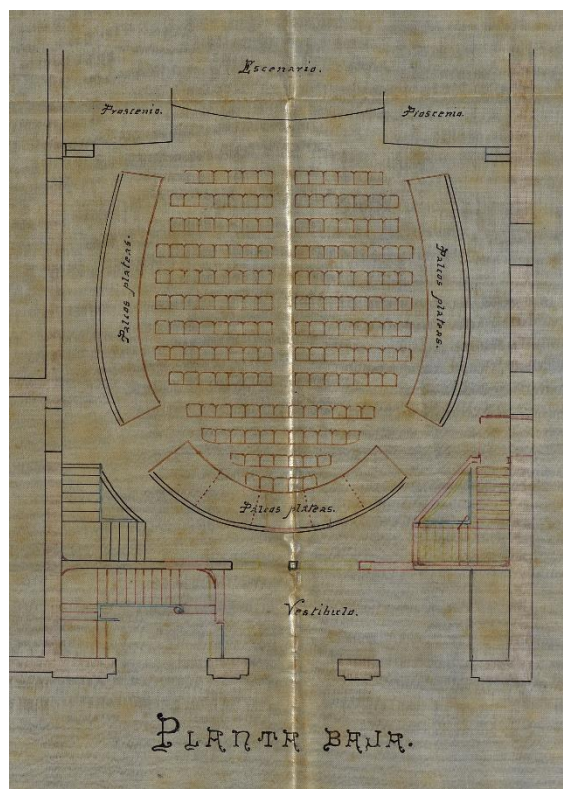 Escenario.
Proscenio.
Proscenio.
Palcos plateas.
Palcos plateas.
Palcos plateas.
Vestíbulo.
PLANTA BAJA.